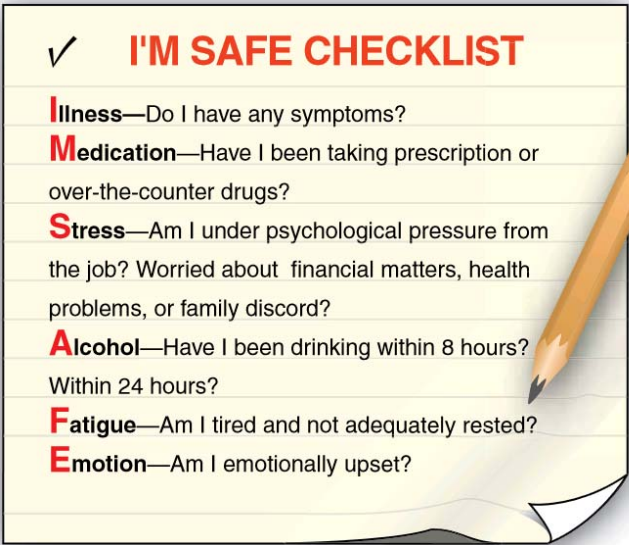 ✓ I'M SAFE CHECKLIST
Illness—Do I have any symptoms?
Medication—Have I been taking prescription or
over-the-counter drugs?
Stress—Am I under psychological pressure from
the job? Worried about financial matters, health
problems, or family discord?
Alcohol—Have I been drinking within 8 hours?
Within 24 hours?
Fatigue—Am I tired and not adequately rested?
Emotion—Am I emotionally upset?